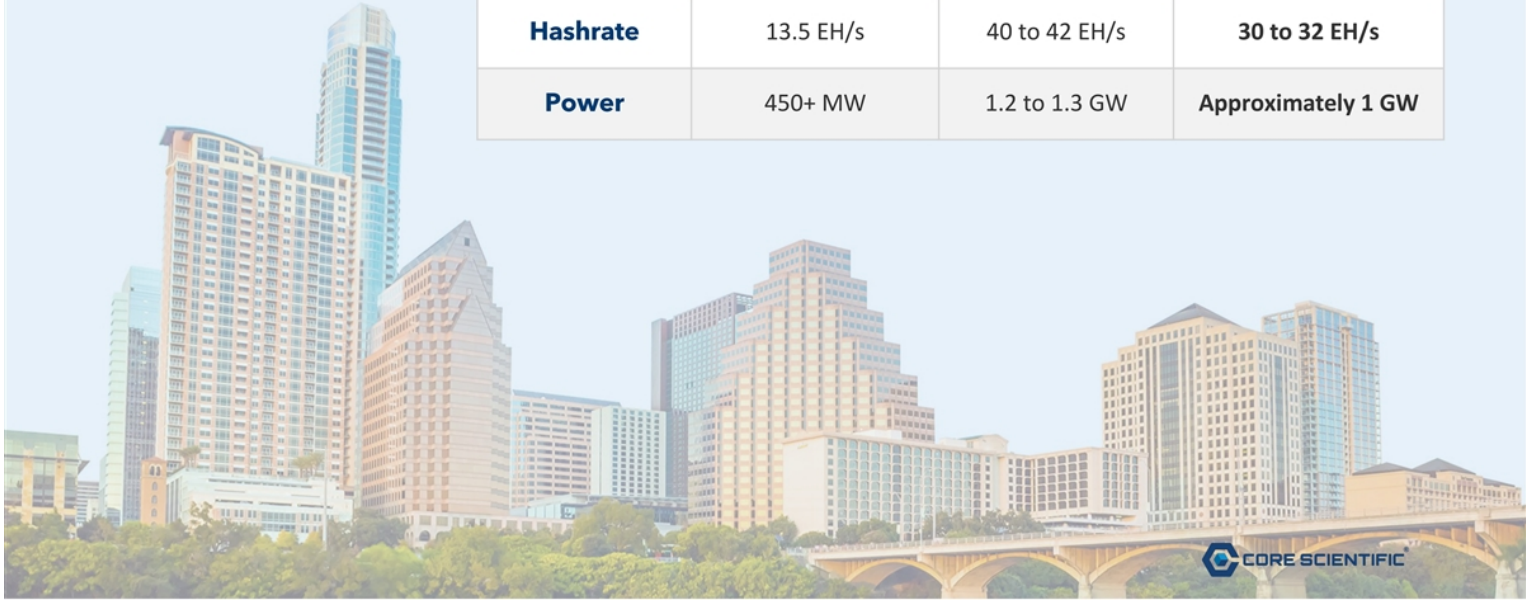 Hashrate 13.5 EH/s 40 to 42 EH/s 30 to 32 EH/s
Power 450+ MW 1.2 to 1.3 GW Approximately 1 GW
CORE SCIENTIFIC®